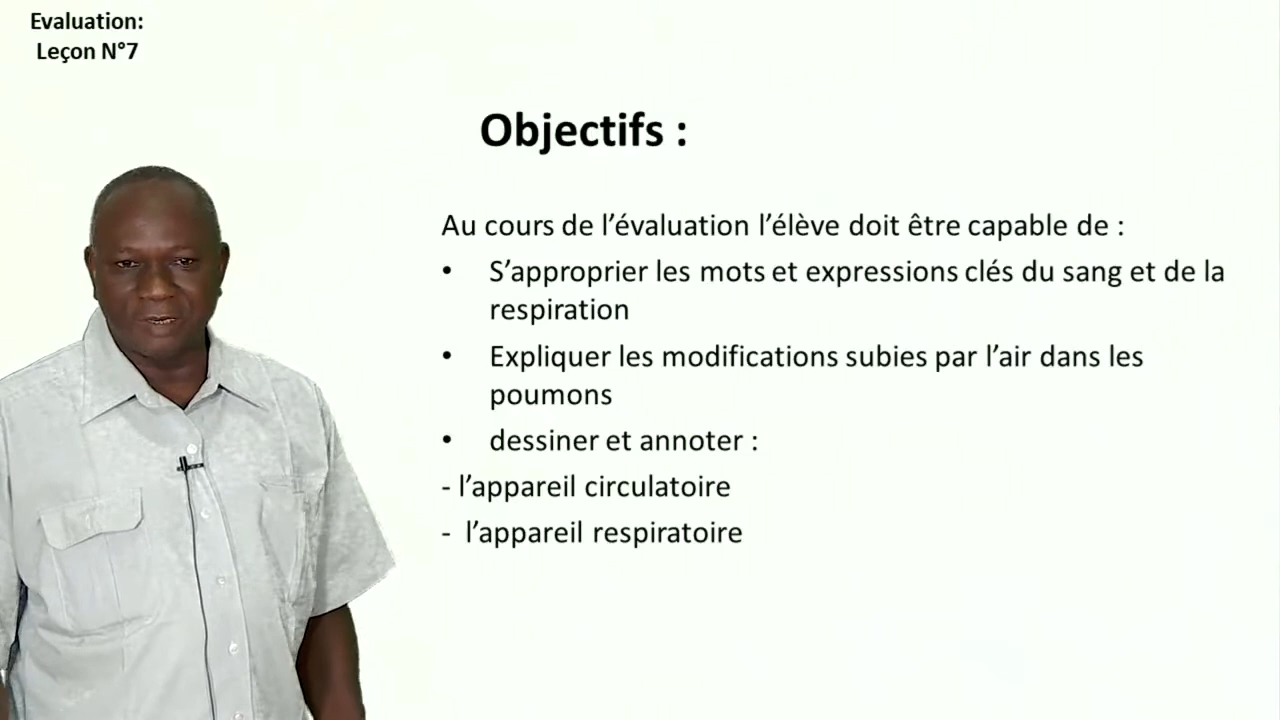 Evaluation:
Leçon N°7
Objectifs :
Au cours de l’évaluation l’élève doit être capable de :
• S’approprier les mots et expressions clés du sang et de la
respiration
• Expliquer les modifications subies par l’air dans les
poumons
• dessiner et annoter :
- l’appareil circulatoire
- l’appareil respiratoire